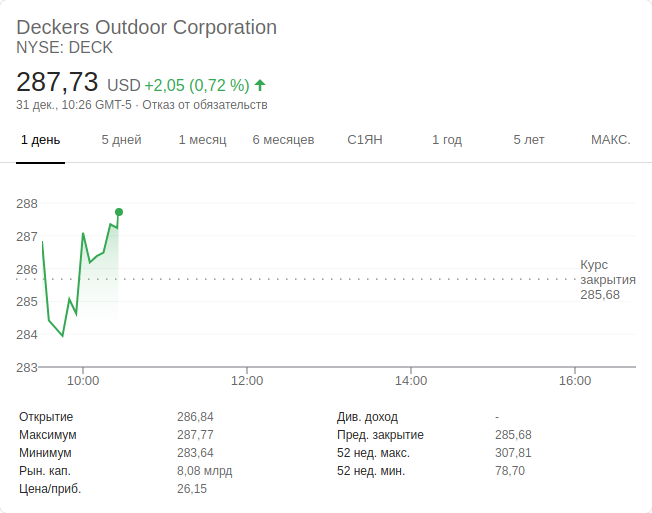 Deckers Outdoor Corporation
NYSE: DECK
287,73 USD +2,05 (0,72 %)
31 дек., 10:26 GMT-5 · Отказ от обязательств
1 день 5 дней 1 месяц 6 месяцев С1ЯН 1 год 5 лет МАКС.
288
287
286
285
284
283
Курс
закрытия
285,68
10:00 12:00 14:00 16:00
Открытие 286,84 Див. доход -
Максимум 287,77 Пред. закрытие 285,68
Минимум 283,64 52 нед. макс. 307,81
Рын. кап. 8,08 млрд 52 нед. мин. 78,70
Цена/приб. 26,15